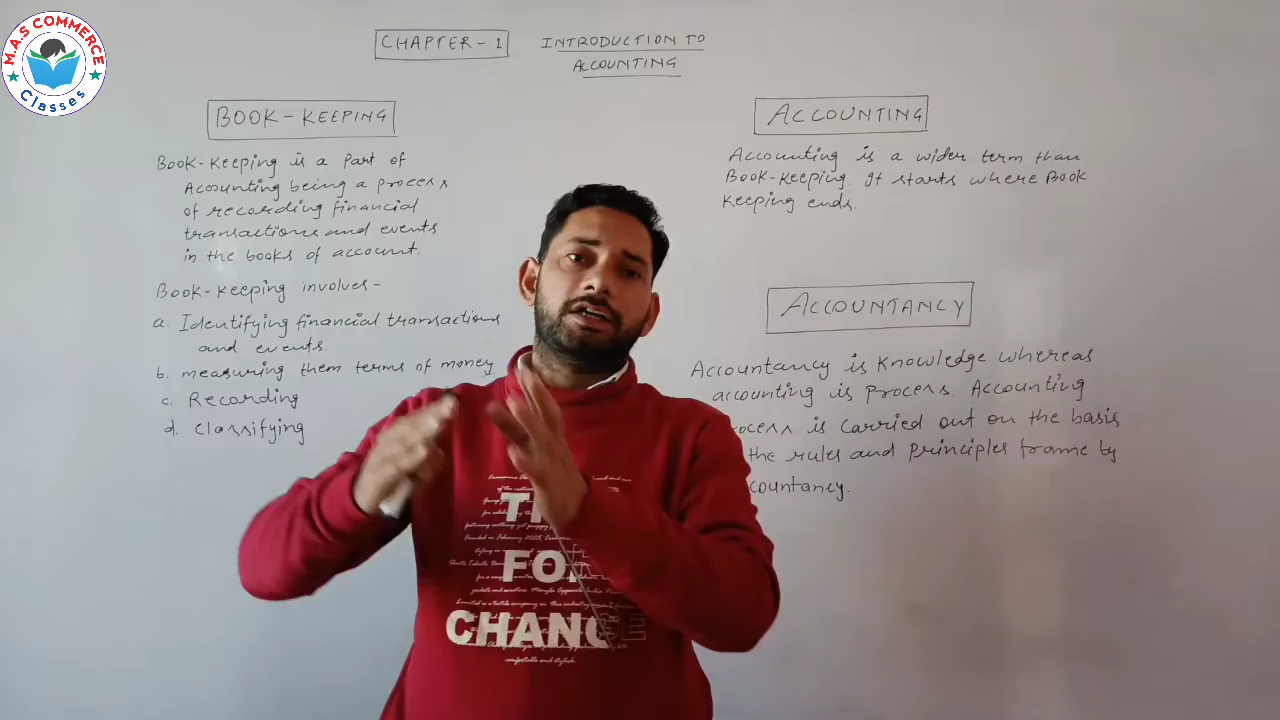 M.A.S COMMERCE
Classes
CHAPTER - 1
INTRODUCTION TO
ACCOUNTING
BOOK - KEEPING
Book-Keeping is a part of
Accounting being a process
of recording financial
transactions and events
in the books of account.
Book-Keeping involves -
a. Identifying financial transactions
and events.
b. measuring them terms of money
c. Recording
d. classifying
ACCOUNTING
Accounting is a wider term than
Book-Keeping. It starts where Book
Keeping ends.
ACCOUNTANCY
Accountancy is Knowledge whereas
accounting is process. Accounting
ocess is carried out on the basis
the rules and principles frame by
countancy.
FOR
CHANGE